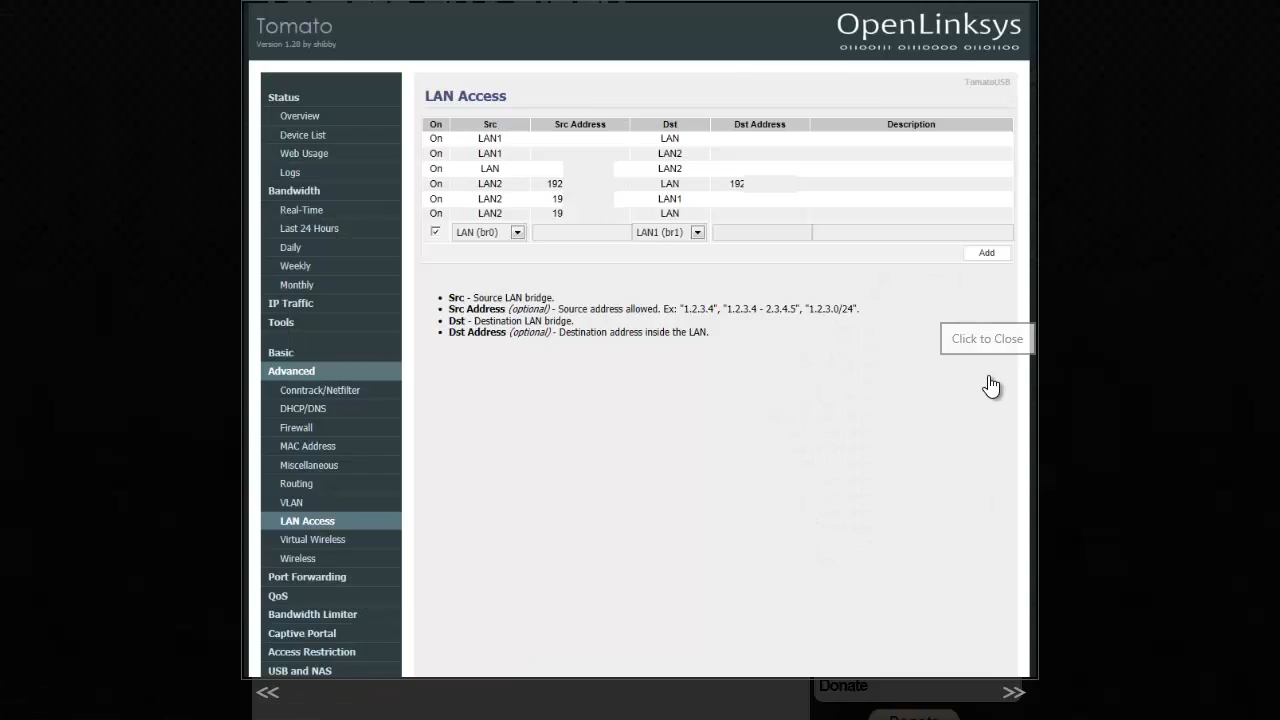 Tomato
Version 1.28 by shibby
OpenLinksys
01100111 01110000 01101100
TomatoUSB
Status
Overview
Device List
Web Usage
Logs
Bandwidth
Real-Time
Last 24 Hours
Daily
Weekly
Monthly
IP Traffic
Tools
Basic
Advanced
Conntrack/Netfilter
DHCP/DNS
Firewall
MAC Address
Miscellaneous
Routing
VLAN
LAN Access
Virtual Wireless
Wireless
Port Forwarding
QoS
Bandwidth Limiter
Captive Portal
Access Restriction
USB and NAS
LAN Access
On Src Src Address Dst Dst Address Description
On LAN1 LAN
On LAN1 LAN2
On LAN LAN2
On LAN2 192 LAN 192
On LAN2 19 LAN1
On LAN2 19 LAN
LAN (br0) LAN1 (br1)
Add
• Src - Source LAN bridge.
• Src Address (optional) - Source address allowed. Ex: "1.2.3.4", "1.2.3.4 - 2.3.4.5", "1.2.3.0/24".
• Dst - Destination LAN bridge.
• Dst Address (optional) - Destination address inside the LAN.
Click to Close
<<
Donate
>>